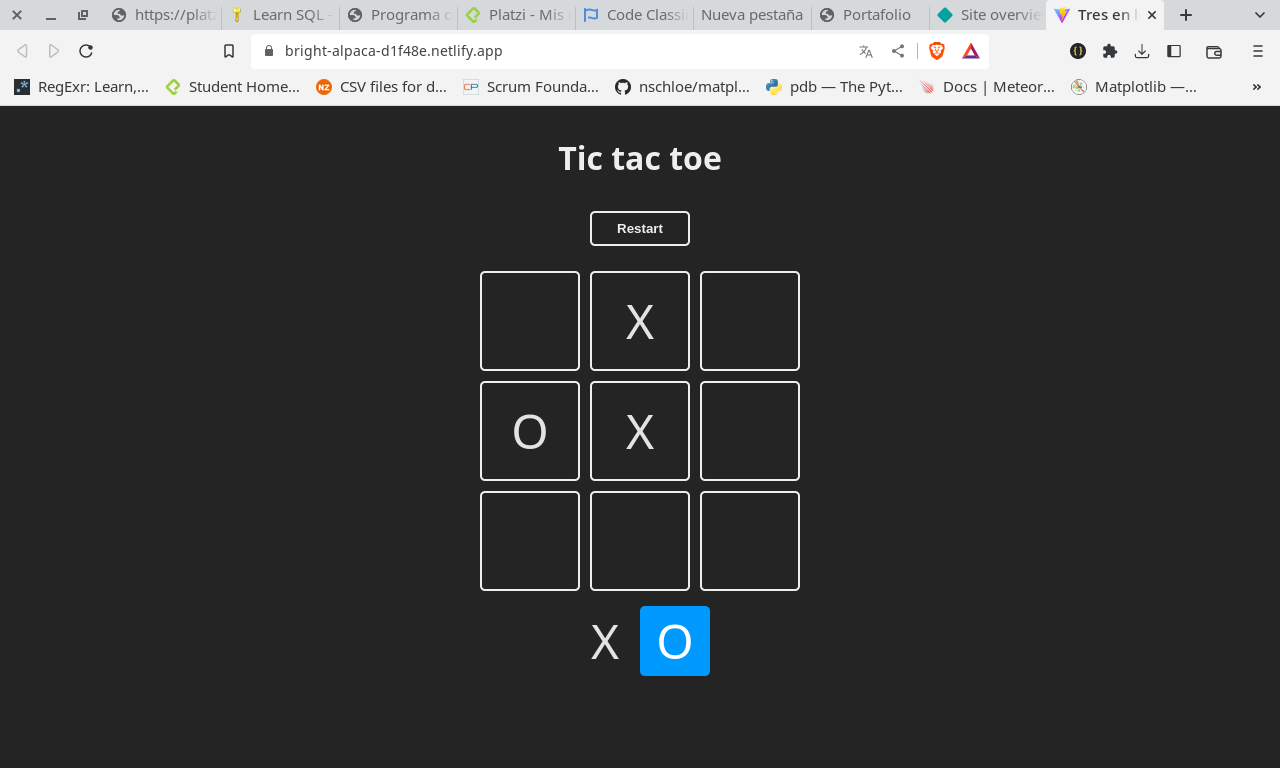 https://plat
Learn SQL -
Programa c
Platzi - Mis
Code Classi
Nueva pestaña
Portafolio
Site overvie
Tres en l
bright-alpaca-d1f48e.netlify.app
RegExr: Learn,...
Student Home...
CSV files for d...
Scrum Founda...
nschloe/matpl...
pdb — The Pyt...
Docs | Meteor...
Matplotlib —...
»
Tic tac toe
Restart
X
O X
X O